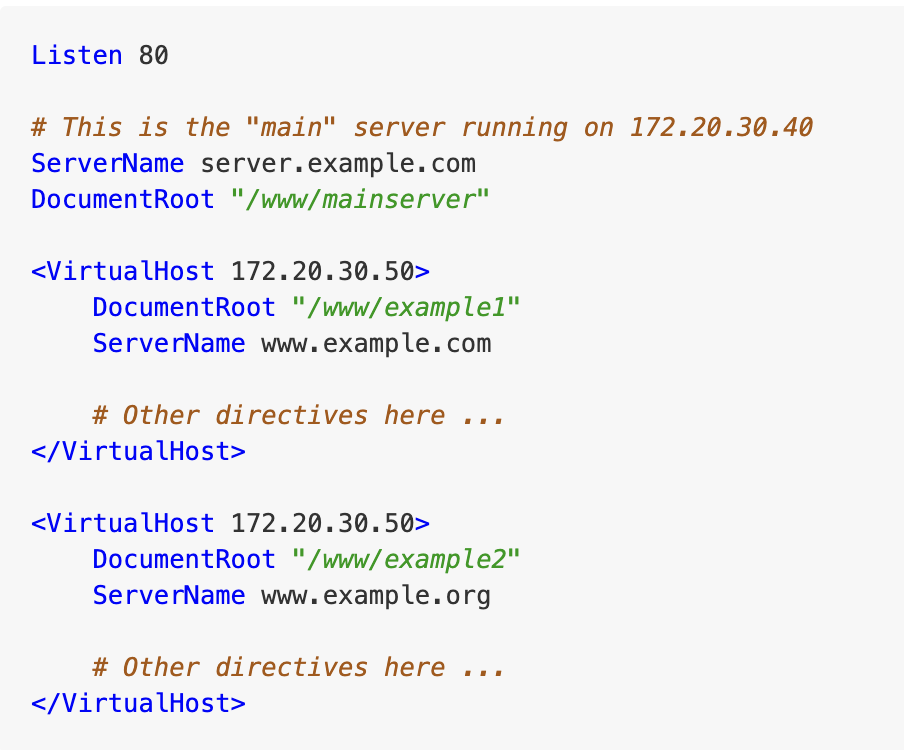 Listen 80
# This is the "main" server running on 172.20.30.40
ServerName server.example.com
DocumentRoot "/www/mainserver"
<VirtualHost 172.20.30.50>
    DocumentRoot "/www/example1"
    ServerName www.example.com
    # Other directives here ...
</VirtualHost>
<VirtualHost 172.20.30.50>
    DocumentRoot "/www/example2"
    ServerName www.example.org
    # Other directives here ...
</VirtualHost>